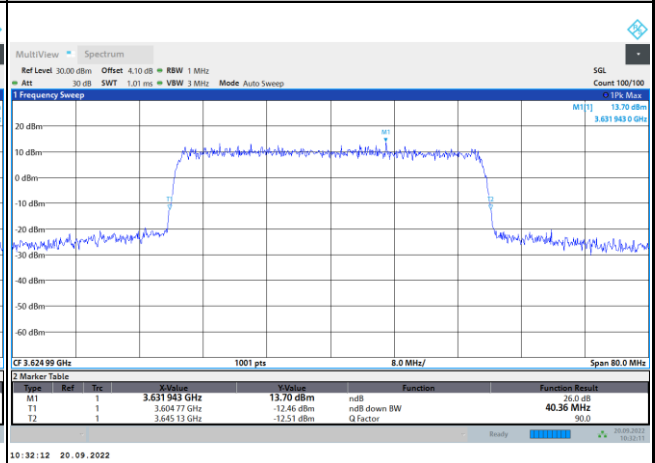 MultiView Spectrum
Ref Level 30.00 dBm Offset 4.10 dB RBW 1 MHz SGL
Att 30 dB SWT 1.01 ms VBW 3 MHz Mode Auto Sweep Count 100/100
1 Frequency Sweep 1Pk Max
M1[1] 13.70 dBm
3.631 943 0 GHz
20 dBm
M1
10 dBm
0 dBm
-10 dBm
T1 T2
-20 dBm
-30 dBm
-40 dBm
-50 dBm
-60 dBm
CF 3.624 99 GHz 1001 pts 8.0 MHz/ Span 80.0 MHz
2 Marker Table
Type Ref Trc X-Value Y-Value Function Function Result
M1 1 3.631 943 GHz 13.70 dBm ndB 26.0 dB
T1 1 3.604 77 GHz -12.46 dBm ndB down BW 40.36 MHz
T2 1 3.645 13 GHz -12.51 dBm Q Factor 90.0
Ready 20.09.2022
10:32:11
10:32:12 20.09.2022